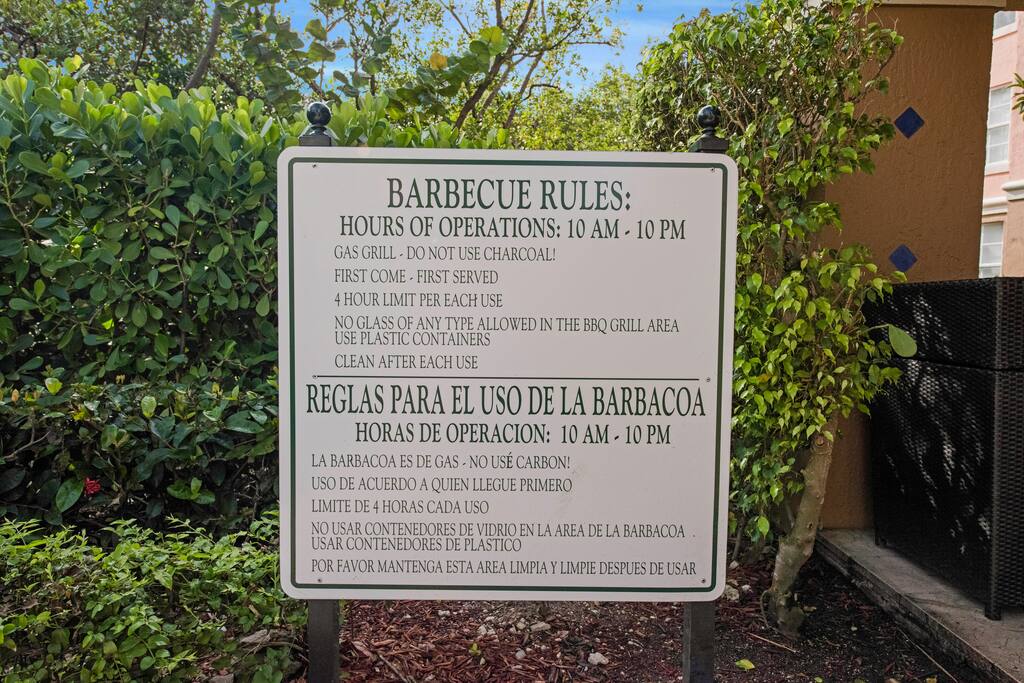 BARBECUE RULES:
HOURS OF OPERATIONS: 10 AM - 10 PM
GAS GRILL - DO NOT USE CHARCOAL!
FIRST COME - FIRST SERVED
4 HOUR LIMIT PER EACH USE
NO GLASS OF ANY TYPE ALLOWED IN THE BBQ GRILL AREA
USE PLASTIC CONTAINERS
CLEAN AFTER EACH USE
REGLAS PARA EL USO DE LA BARBACOA
HORAS DE OPERACION: 10 AM - 10 PM
LA BARBACOA ES DE GAS - NO USÉ CARBON!
USO DE ACUERDO A QUIEN LLEGUE PRIMERO
LIMITE DE 4 HORAS CADA USO
NO USAR CONTENEDORES DE VIDRIO EN LA AREA DE LA BARBACOA .
USAR CONTENEDORES DE PLASTICO
POR FAVOR MANTENGA ESTA AREA LIMPIA Y LIMPIE DESPUES DE USAR